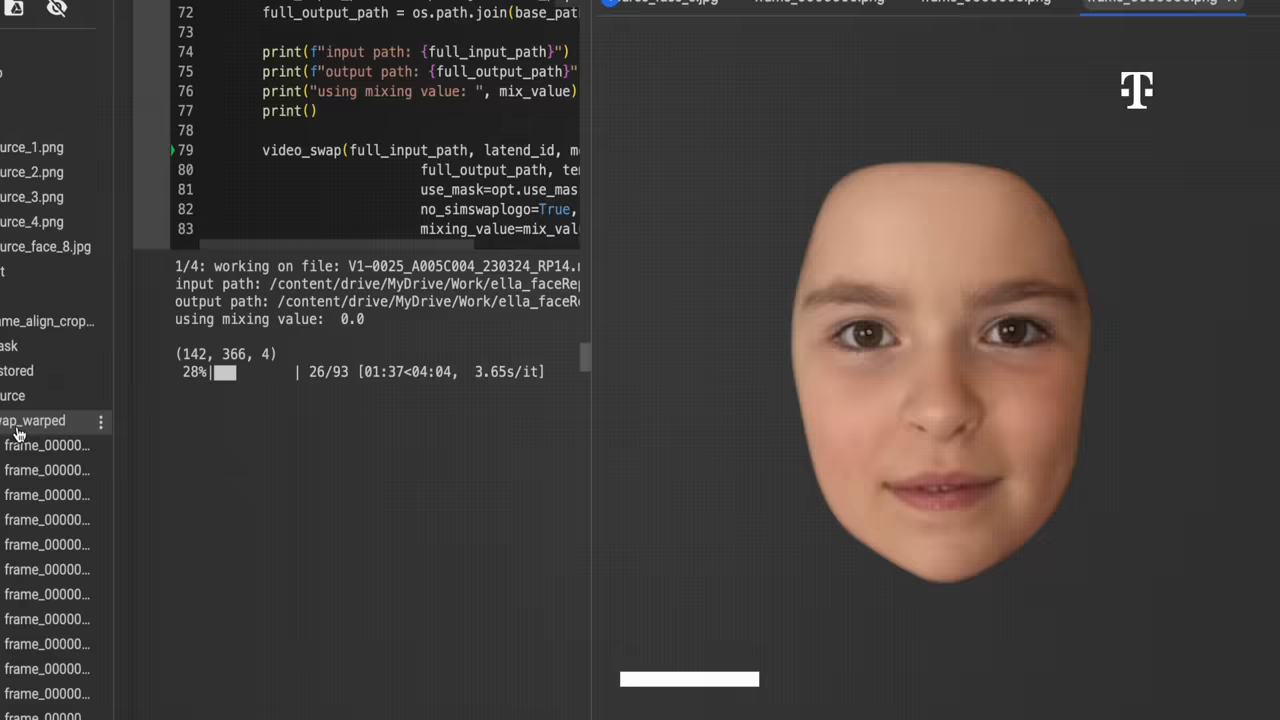 72 full_output_path = os.path.join(base_pat
73
74 print(f"input path: {full_input_path}")
75 print(f"output path: {full_output_path}"
76 print("using mixing value: ", mix_value)
77 print()
78
79 video_swap(full_input_path, latend_id, m
80 full_output_path, te
81 use_mask=opt.use_mas
82 no_simswaplogo=True,
83 mixing_value=mix_val
1/4: working on file: V1-0025_A005C004_230324_RP14.
input path: /content/drive/MyDrive/Work/ella_faceRe
output path: /content/drive/MyDrive/Work/ella_faceR
using mixing value: 0.0
(142, 366, 4)
28%| | 26/93 [01:37<04:04, 3.65s/it]
urce_1.png
urce_2.png
urce_3.png
urce_4.png
urce_face_8.jpg
t
me_align_crop...
ask
stored
urce
vap_warped
frame_00000...
frame_00000...
frame_00000...
frame_00000...
frame_00000...
frame_00000...
frame_00000...
frame_00000...
frame_00000...
frame_00000...
frame_00000...
T